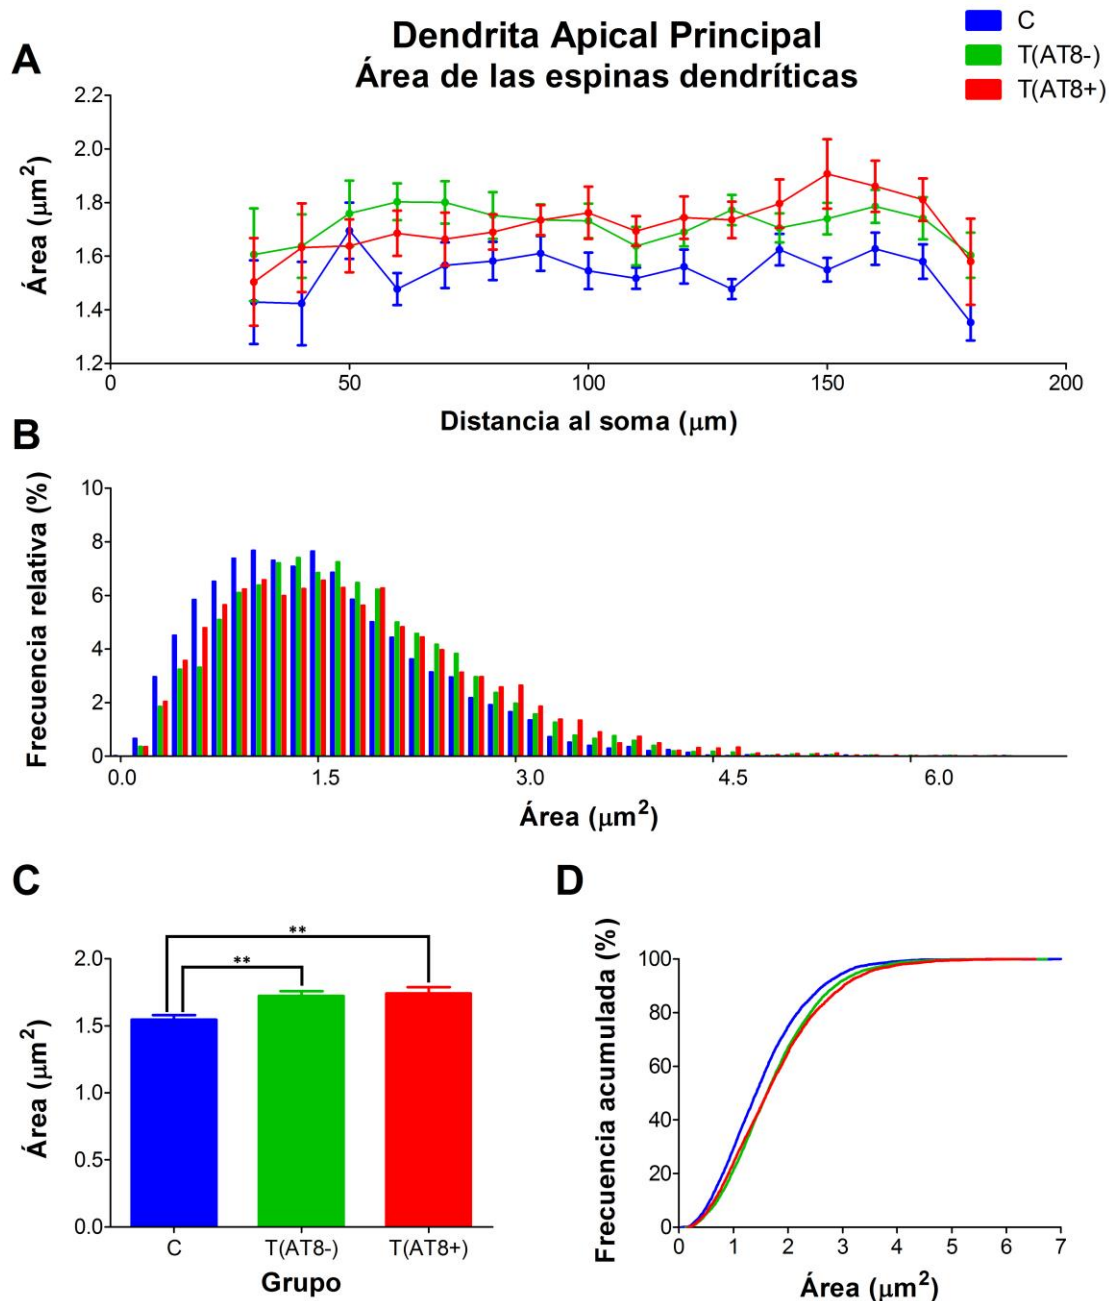 Dendrita Apical Principal
Área de las espinas dendríticas
C
T(AT8-)
T(AT8+)
A
Área (μm²)
2.2
2.0
1.8
1.6
1.4
1.2
0 50 100 150 200
Distancia al soma (μm)
B
Frecuencia relativa (%)
10
8
6
4
2
0
0.0 1.5 3.0 4.5 6.0
Área (μm²)
C
Área (μm²)
2.0
1.5
1.0
0.5
0.0
**
**
C T(AT8-) T(AT8+)
Grupo
D
Frecuencia acumulada (%)
100
80
60
40
20
0
0 1 2 3 4 5 6 7
Área (μm²)